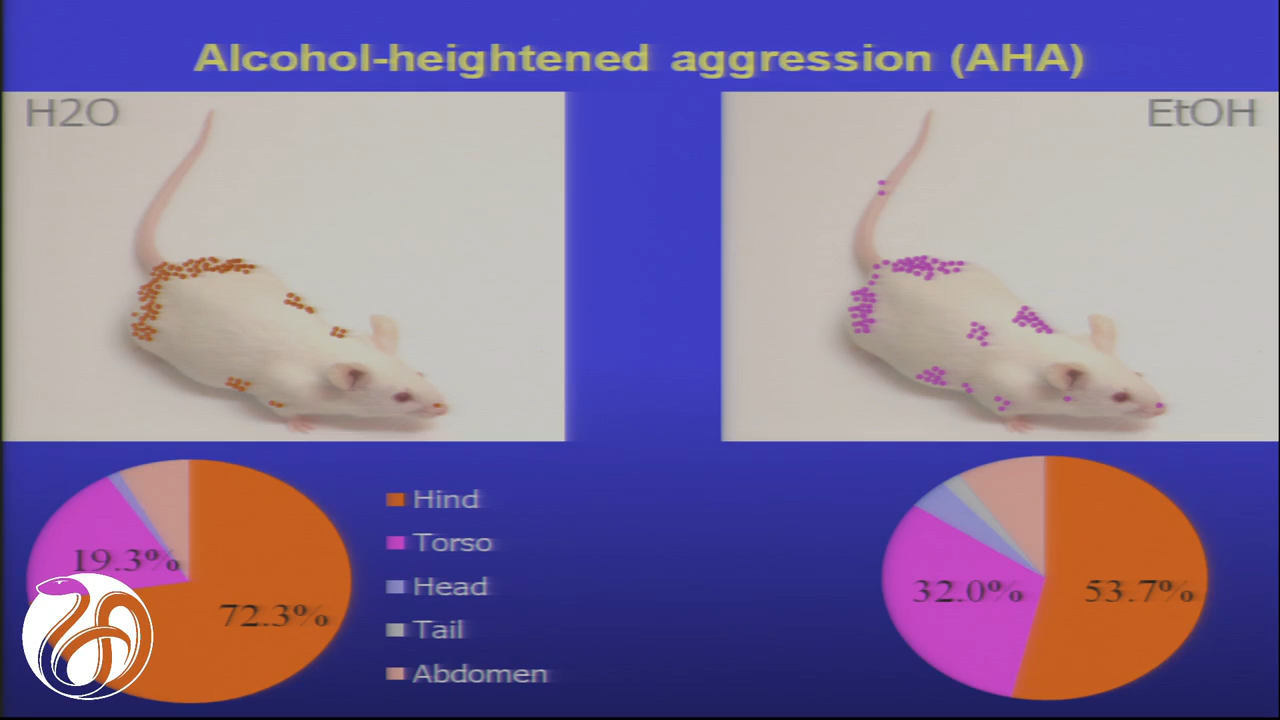 Alcohol-heightened aggression (AHA)
H2O
EtOH
19.3%
72.3%
Hind
Torso
Head
Tail
Abdomen
32.0%
53.7%